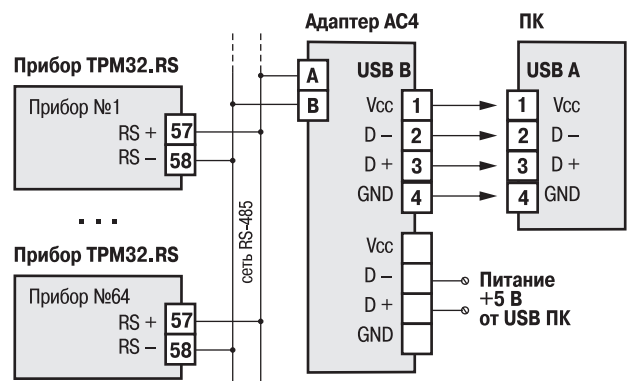 Адаптер АС4
ПК
Прибор ТРМ32.RS
Прибор №1
RS + 57
RS – 58
. . .
Прибор ТРМ32.RS
Прибор №64
RS + 57
RS – 58
сеть RS-485
A
B
USB B
Vcc 1
D – 2
D + 3
GND 4
Vcc
D –
D +
GND
USB A
1 Vcc
2 D –
3 D +
4 GND
Питание
+5 В
от USB ПК